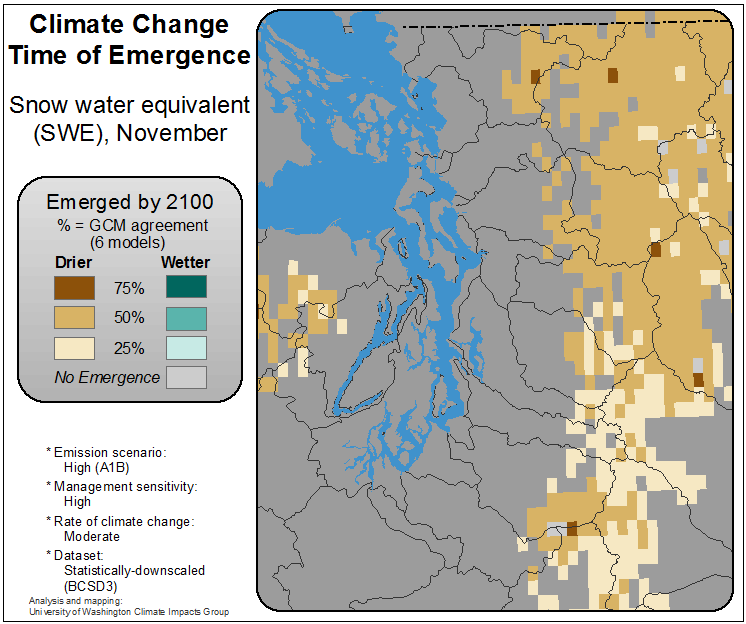 Climate Change
Time of Emergence
Snow water equivalent
(SWE), November
Emerged by 2100
% = GCM agreement
(6 models)
Drier Wetter
75%
50%
25%
No Emergence
* Emission scenario:
High (A1B)
* Management sensitivity:
High
* Rate of climate change:
Moderate
* Dataset:
Statistically-downscaled
(BCSD3)
Analysis and mapping:
University of Washington Climate Impacts Group